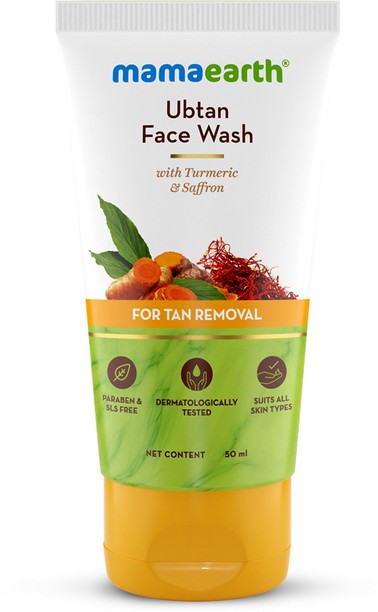 mamaearth®
Ubtan
Face Wash
with Turmeric
& Saffron
FOR TAN REMOVAL
PARABEN &
SLS FREE
DERMATOLOGICALLY
TESTED
SUITS ALL
SKIN TYPES
NET CONTENT 50 ml